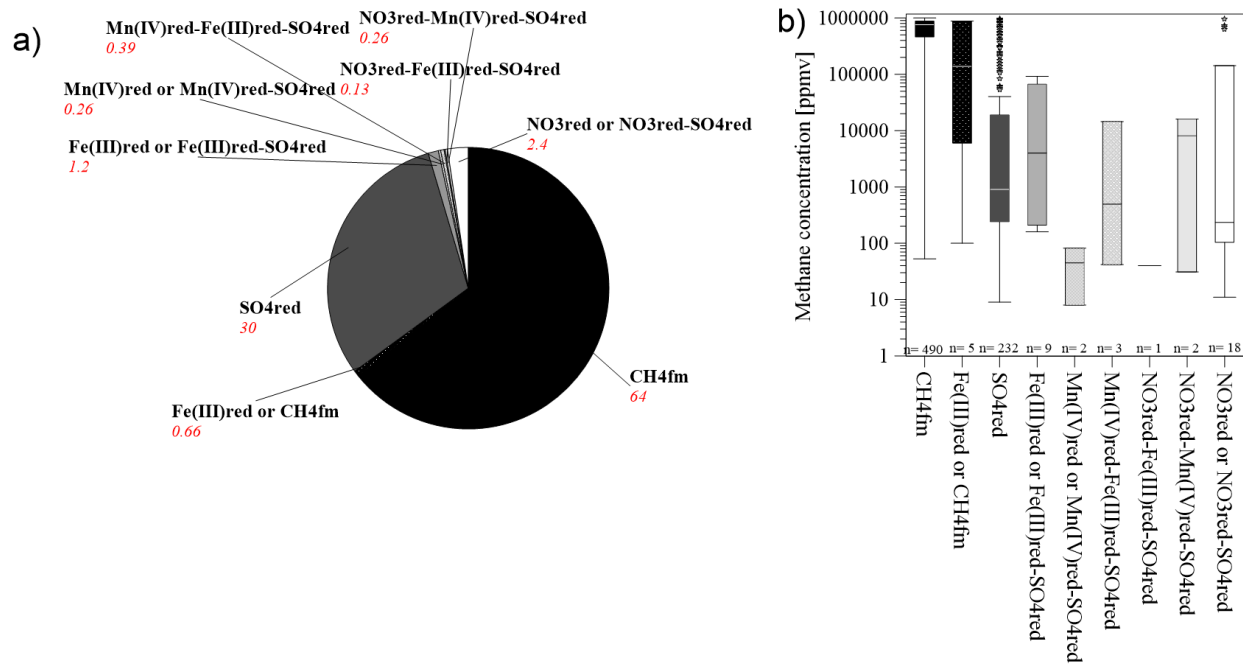 a)
Mn(IV)red-Fe(III)red-SO4red
0.39
NO3red-Mn(IV)red-SO4red
0.26
NO3red-Fe(III)red-SO4red
0.13
Mn(IV)red or Mn(IV)red-SO4red
0.26
NO3red or NO3red-SO4red
2.4
Fe(III)red or Fe(III)red-SO4red
1.2
SO4red
30
CH4fm
64
Fe(III)red or CH4fm
0.66
b)
Methane concentration [ppmv]
1000000
100000
10000
1000
100
10
1
n= 490
n= 5
n= 232
n= 9
n= 2
n= 3
n= 1
n= 2
n= 18
CH4fm
Fe(III)red or CH4fm
SO4red
Fe(III)red or Fe(III)red-SO4red
Mn(IV)red or Mn(IV)red-SO4red
Mn(IV)red-Fe(III)red-SO4red
NO3red-Fe(III)red-SO4red
NO3red-Mn(IV)red-SO4red
NO3red or NO3red-SO4red